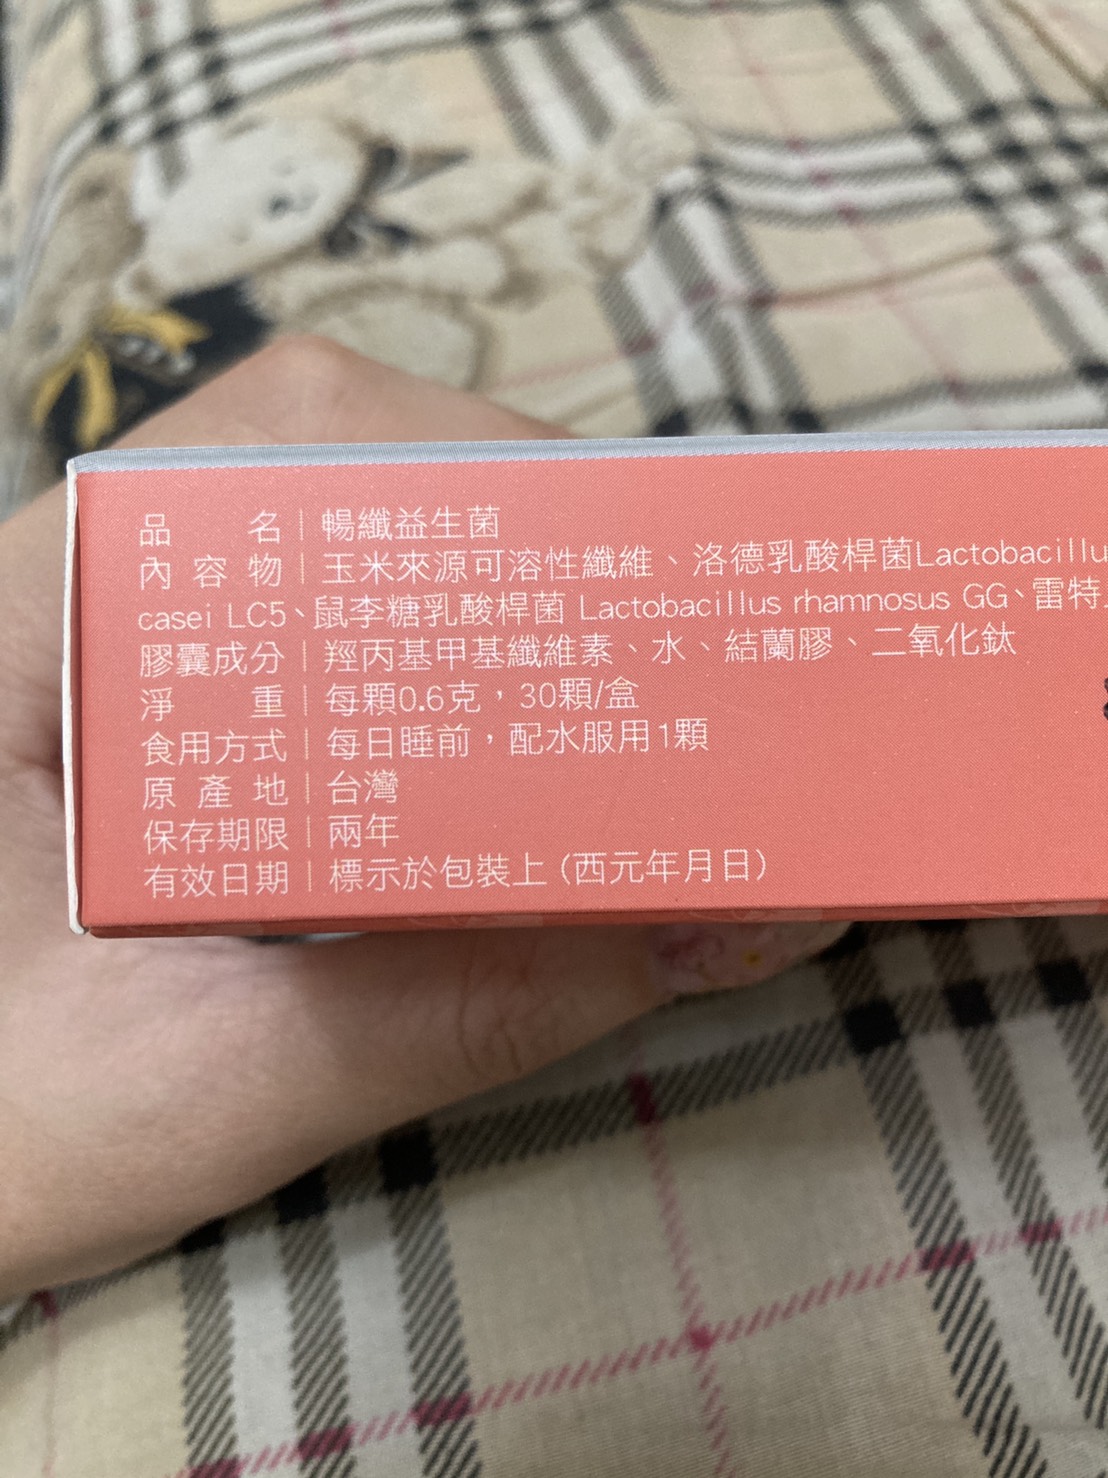 品名｜暢纖益生菌
內容物｜玉米來源可溶性纖維、洛德乳酸桿菌Lactobacillu
casei LC5、鼠李糖乳酸桿菌 Lactobacillus rhamnosus GG、雷特
膠囊成分｜羥丙基甲基纖維素、水、結蘭膠、二氧化鈦
淨重｜每顆0.6克，30顆/盒
食用方式｜每日睡前，配水服用1顆
原產地｜台灣
保存期限｜兩年
有效日期｜標示於包裝上(西元年月日)